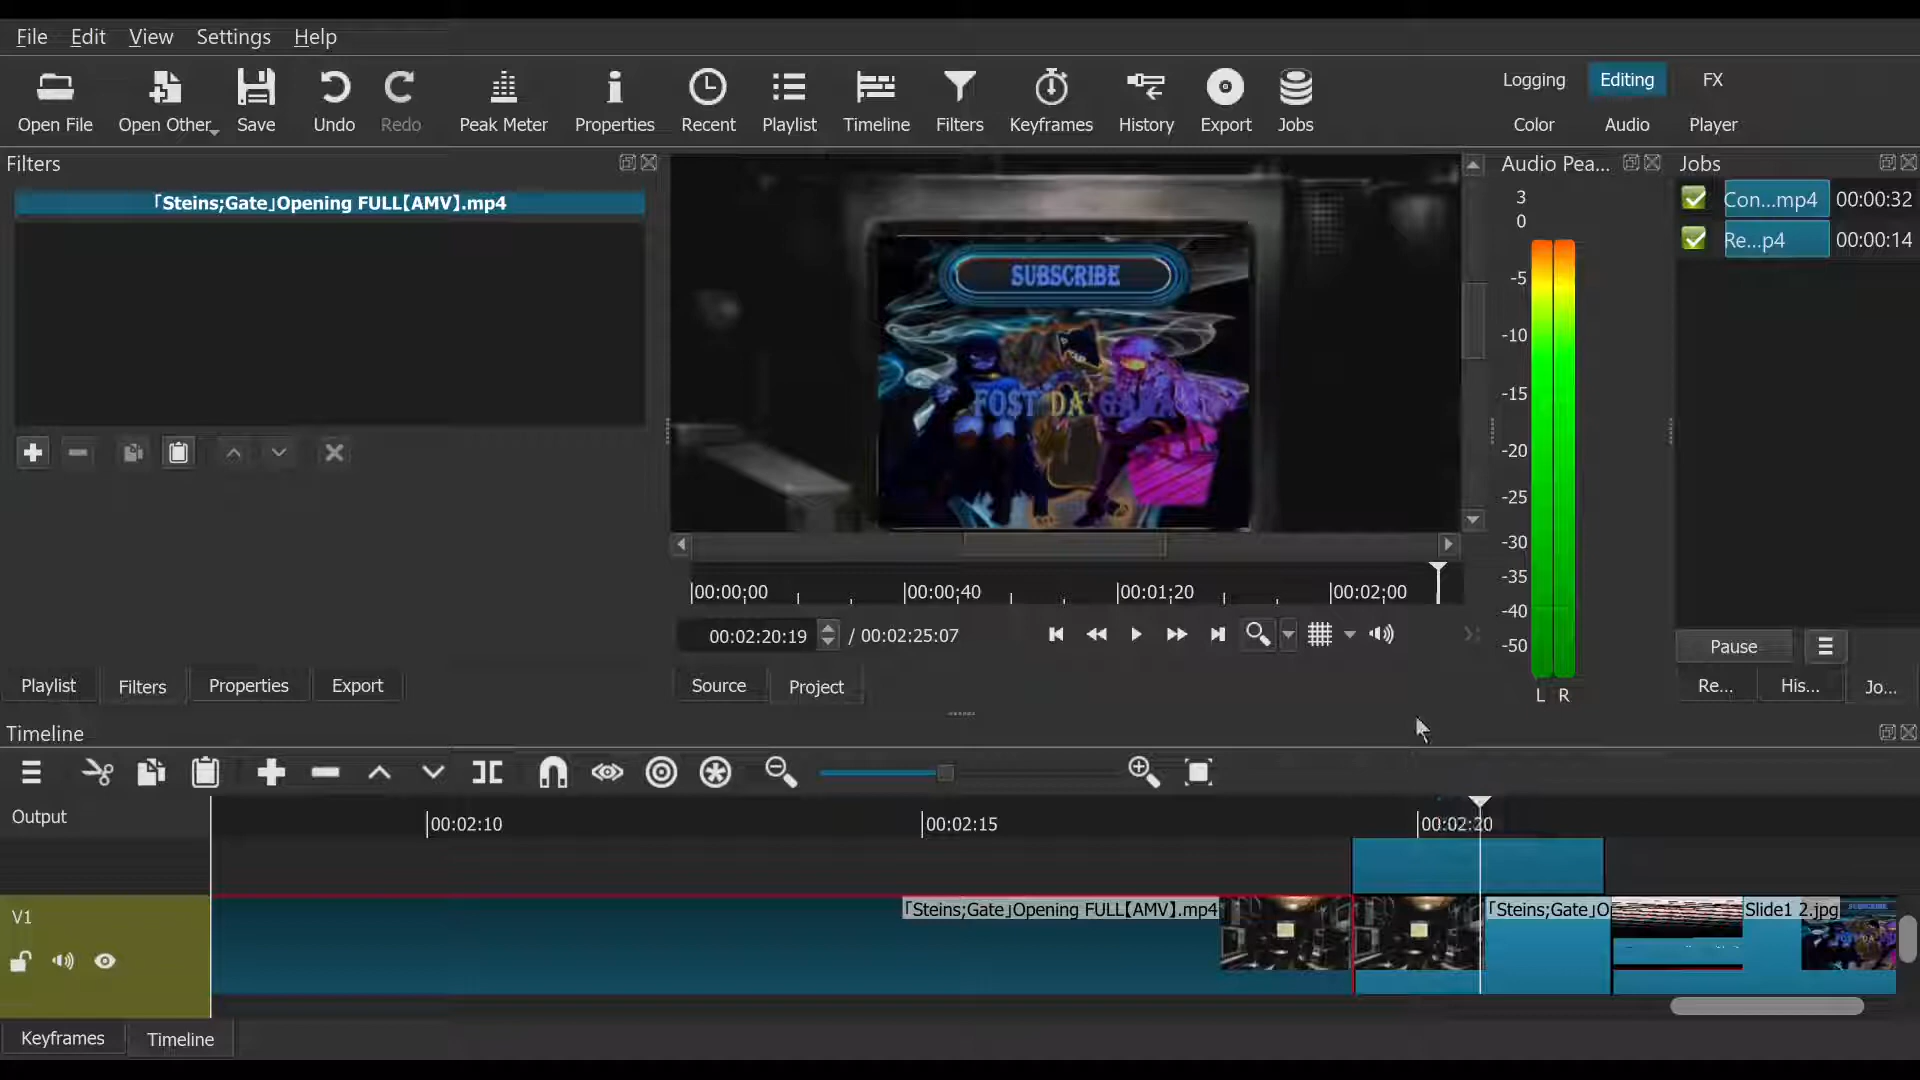 File Edit View Settings Help
Open File Open Other... Save Undo Redo Peak Meter Properties Recent Playlist Timeline Filters Keyframes History Export Jobs
Logging Editing FX
Color Audio Player
Filters
「Steins;Gate」Opening FULL【AMV】.mp4
SUBSCRIBE
FOST DA
Audio Pea...
3
0
-5
-10
-15
-20
-25
-30
-35
-40
-50
L R
Jobs
Con...mp4 00:00:32
Re...p4 00:00:14
Pause
Re... His... Jo...
00:00:00 00:00:40 00:01:20 00:02:00
00:02:20:19 / 00:02:25:07
Playlist Filters Properties Export
Source Project
Timeline
Output
00:02:10 00:02:15 00:02:20
V1
「Steins;Gate」Opening FULL【AMV】.mp4
「Steins;Gate」O
Slide1 2.jpg
Keyframes Timeline